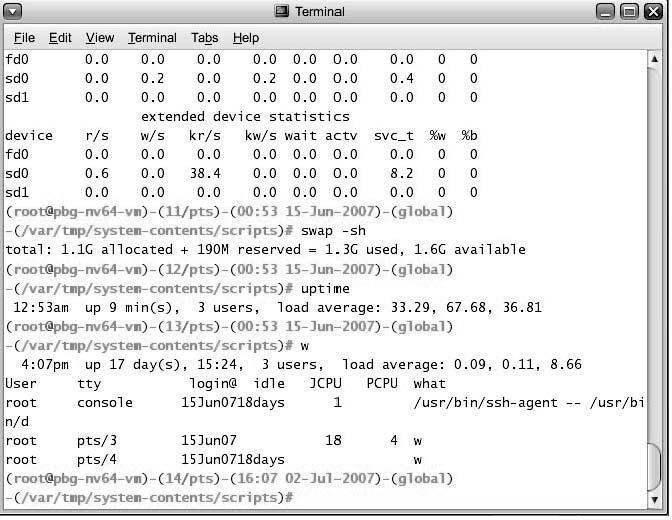 Terminal
File Edit View Terminal Tabs Help
fd0 0.0 0.0 0.0 0.0 0.0 0.0 0.0 0 0
sd0 0.0 0.2 0.0 0.2 0.0 0.0 0.4 0 0
sd1 0.0 0.0 0.0 0.0 0.0 0.0 0.0 0 0
extended device statistics
device r/s w/s kr/s kw/s wait actv svc_t %w %b
fd0 0.0 0.0 0.0 0.0 0.0 0.0 0.0 0 0
sd0 0.6 0.0 38.4 0.0 0.0 0.0 8.2 0 0
sd1 0.0 0.0 0.0 0.0 0.0 0.0 0.0 0 0
(root@pbg-nv64-vm)-(11/pts)-(00:53 15-Jun-2007)-(global)
-(/var/tmp/system-contents/scripts)# swap -sh
total: 1.1G allocated + 190M reserved = 1.3G used, 1.6G available
(root@pbg-nv64-vm)-(12/pts)-(00:53 15-Jun-2007)-(global)
-(/var/tmp/system-contents/scripts)# uptime
12:53am up 9 min(s), 3 users, load average: 33.29, 67.68, 36.81
(root@pbg-nv64-vm)-(13/pts)-(00:53 15-Jun-2007)-(global)
-(/var/tmp/system-contents/scripts)# w
4:07pm up 17 day(s), 15:24, 3 users, load average: 0.09, 0.11, 8.66
User tty login@ idle JCPU PCPU what
root console 15Jun0718days 1 /usr/bin/ssh-agent -- /usr/bi
n/d
root pts/3 15Jun07 18 4 w
root pts/4 15Jun0718days w
(root@pbg-nv64-vm)-(14/pts)-(16:07 02-Jul-2007)-(global)
-(/var/tmp/system-contents/scripts)#